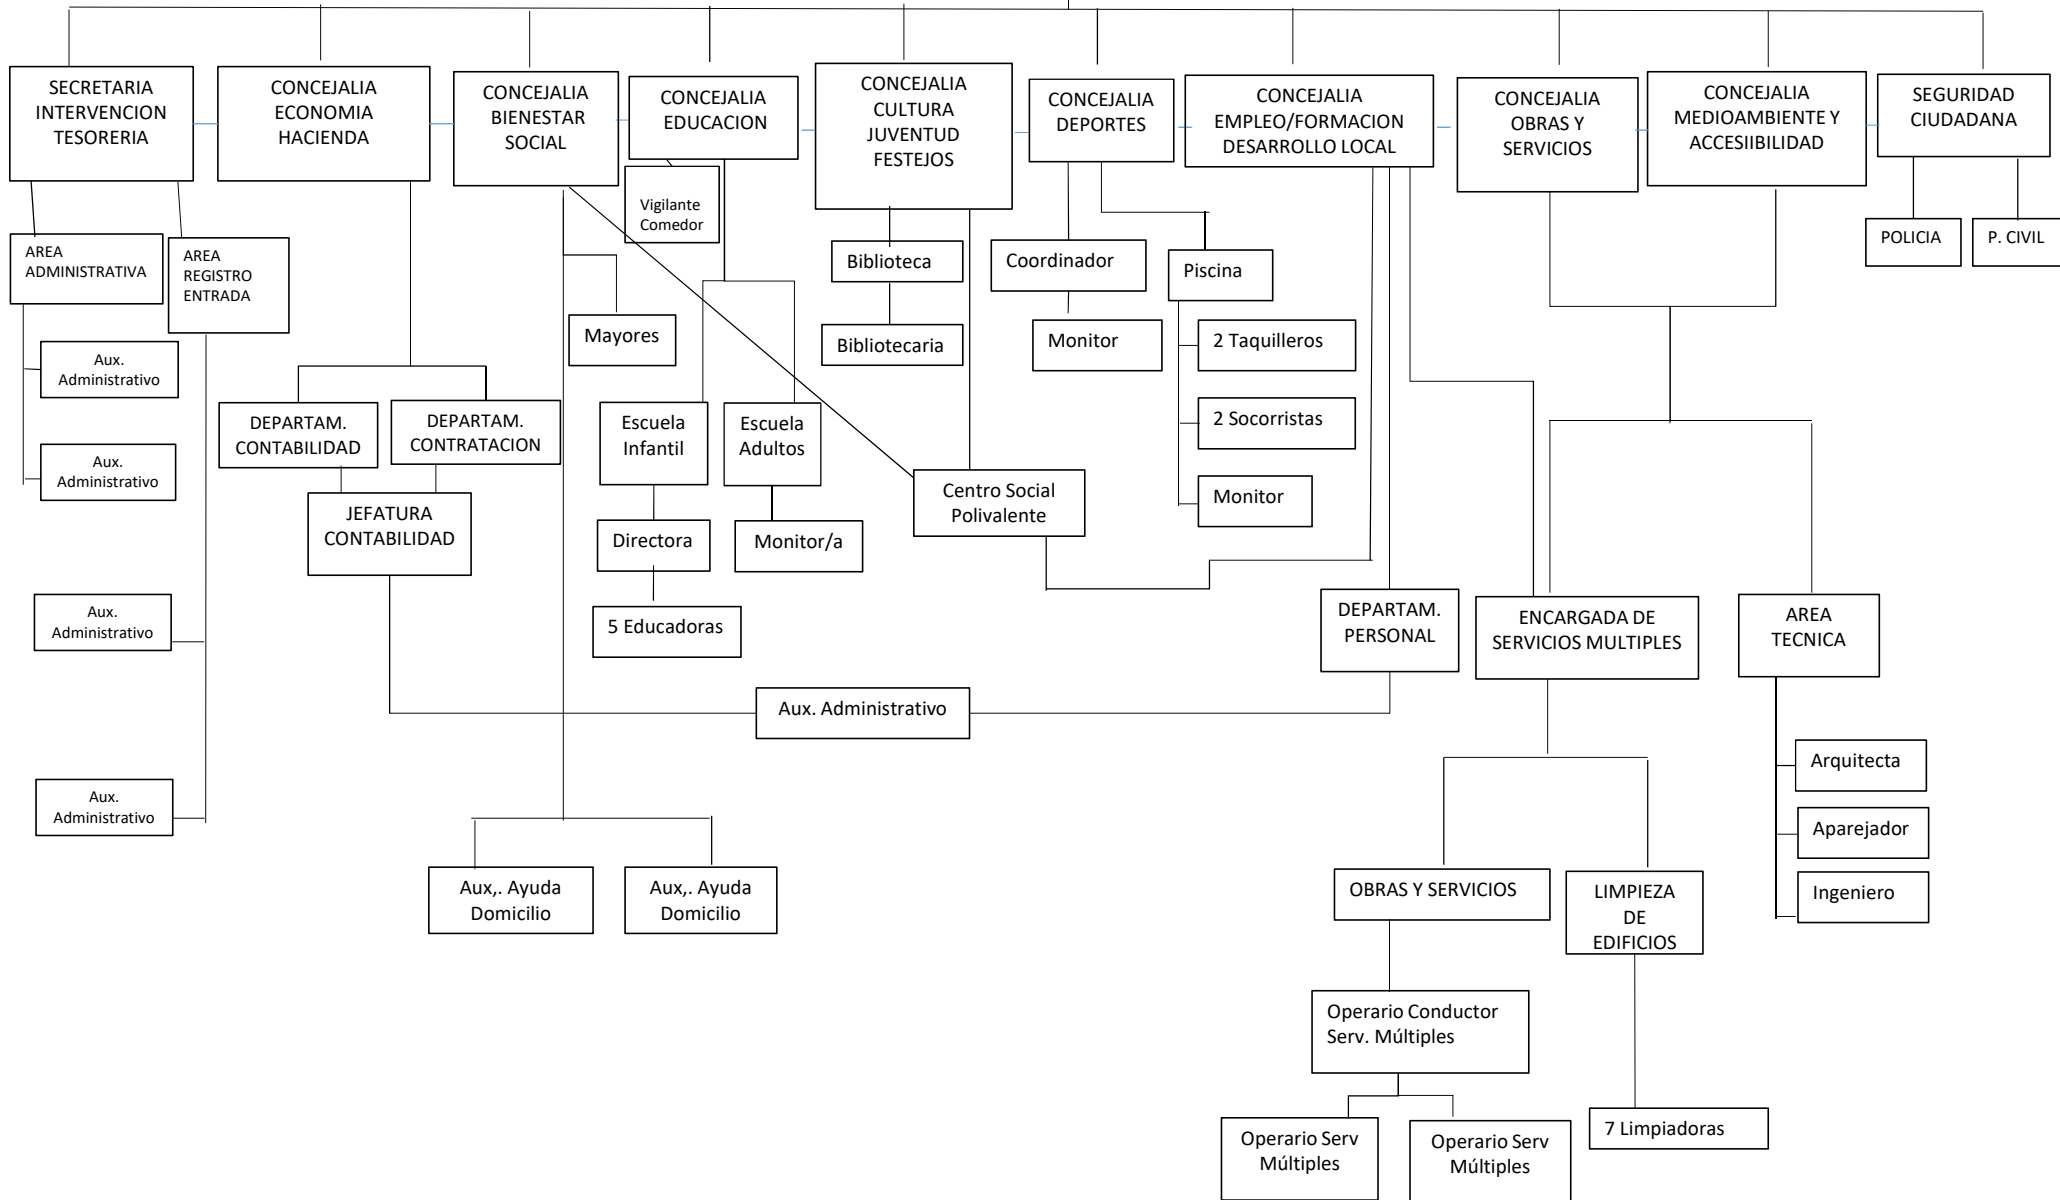 SECRETARIA
INTERVENCION
TESORERIA
CONCEJALIA
ECONOMIA
HACIENDA
CONCEJALIA
BIENESTAR
SOCIAL
CONCEJALIA
EDUCACION
CONCEJALIA
CULTURA
JUVENTUD
FESTEJOS
CONCEJALIA
DEPORTES
CONCEJALIA
EMPLEO/FORMACION
DESARROLLO LOCAL
CONCEJALIA
OBRAS Y
SERVICIOS
CONCEJALIA
MEDIOAMBIENTE Y
ACCESIIBILIDAD
SEGURIDAD
CIUDADANA
Vigilante
Comedor
POLICIA
P. CIVIL
AREA
ADMINISTRATIVA
AREA
REGISTRO
ENTRADA
Biblioteca
Coordinador
Piscina
Mayores
Bibliotecaria
Monitor
2 Taquilleros
Aux.
Administrativo
DEPARTAM.
CONTABILIDAD
DEPARTAM.
CONTRATACION
Escuela
Infantil
Escuela
Adultos
2 Socorristas
Aux.
Administrativo
Centro Social
Polivalente
Monitor
JEFATURA
CONTABILIDAD
Directora
Monitor/a
Aux.
Administrativo
5 Educadoras
DEPARTAM.
PERSONAL
ENCARGADA DE
SERVICIOS MULTIPLES
AREA
TECNICA
Aux. Administrativo
Arquitecta
Aux.
Administrativo
Aparejador
Aux,. Ayuda
Domicilio
Aux,. Ayuda
Domicilio
OBRAS Y SERVICIOS
LIMPIEZA
DE
EDIFICIOS
Ingeniero
Operario Conductor
Serv. Múltiples
7 Limpiadoras
Operario Serv
Múltiples
Operario Serv
Múltiples